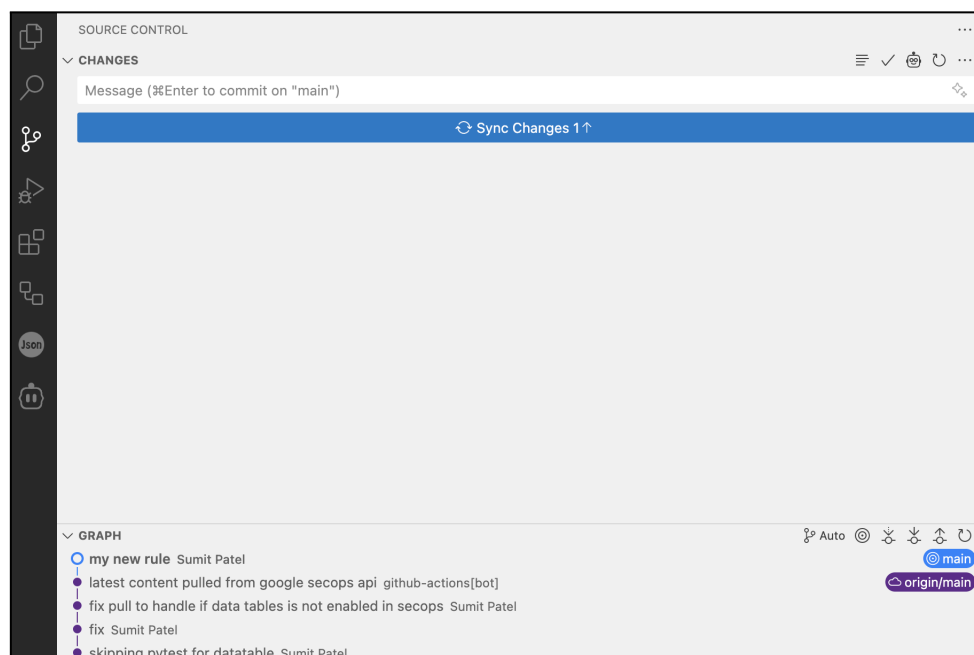 SOURCE CONTROL
CHANGES
Message (⌘Enter to commit on "main")
Sync Changes 1↑
Json
GRAPH
Auto
my new rule Sumit Patel
main
latest content pulled from google secops api github-actions[bot]
origin/main
fix pull to handle if data tables is not enabled in secops Sumit Patel
fix Sumit Patel
skipping pytest for datatable Sumit Patel